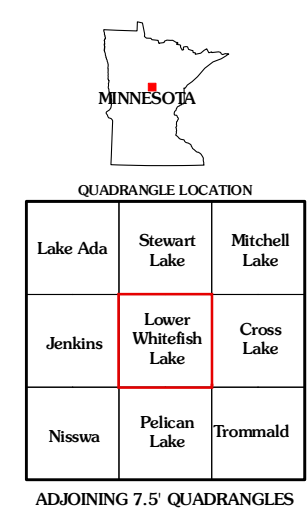 MINNESOTA
QUADRANGLE LOCATION
Lake Ada
Stewart
Lake
Mitchell
Lake
Jenkins
Lower
Whitefish
Lake
Cross
Lake
Nisswa
Pelican
Lake
Trommald
ADJOINING 7.5' QUADRANGLES